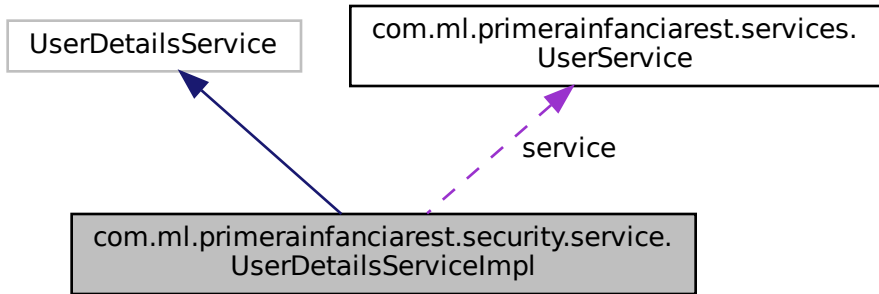 UserDetailsService
com.ml.primerainfanciarest.services.
UserService
service
com.ml.primerainfanciarest.security.service.
UserDetailsServiceImpl